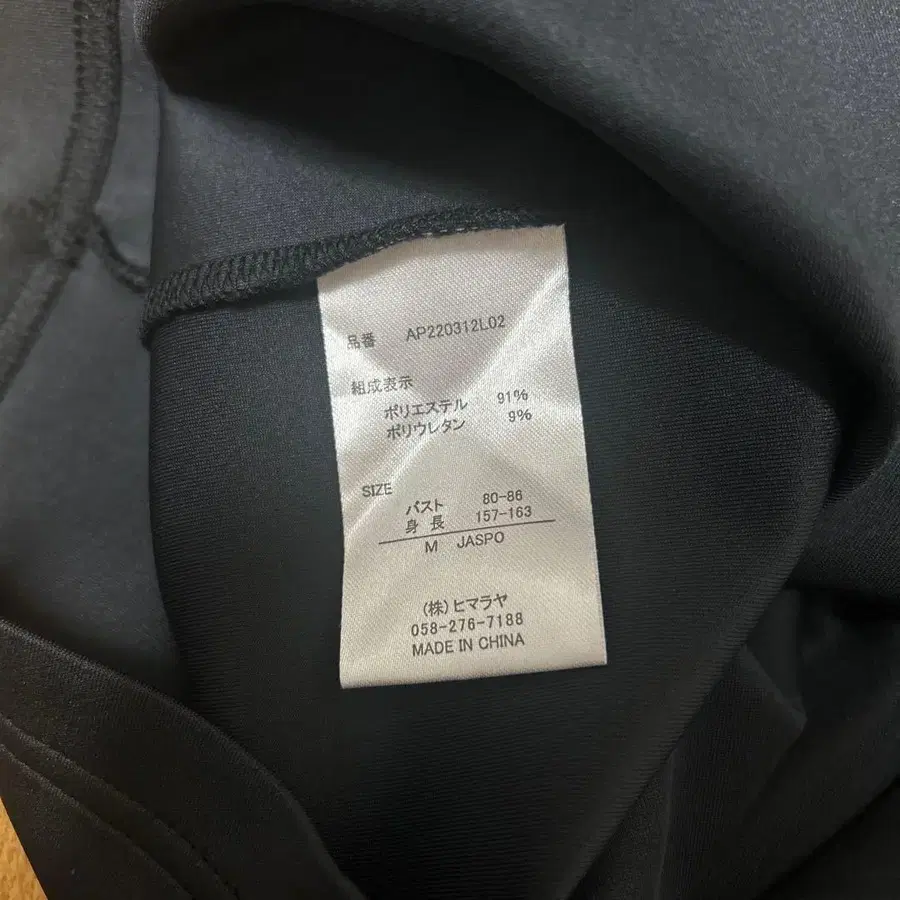 品番 AP220312L02
組成表示
ポリエステル 91%
ポリウレタン 9%
SIZE
バスト 80-86
身長 157-163
M JASPO
(株)ヒマラヤ
058-276-7188
MADE IN CHINA